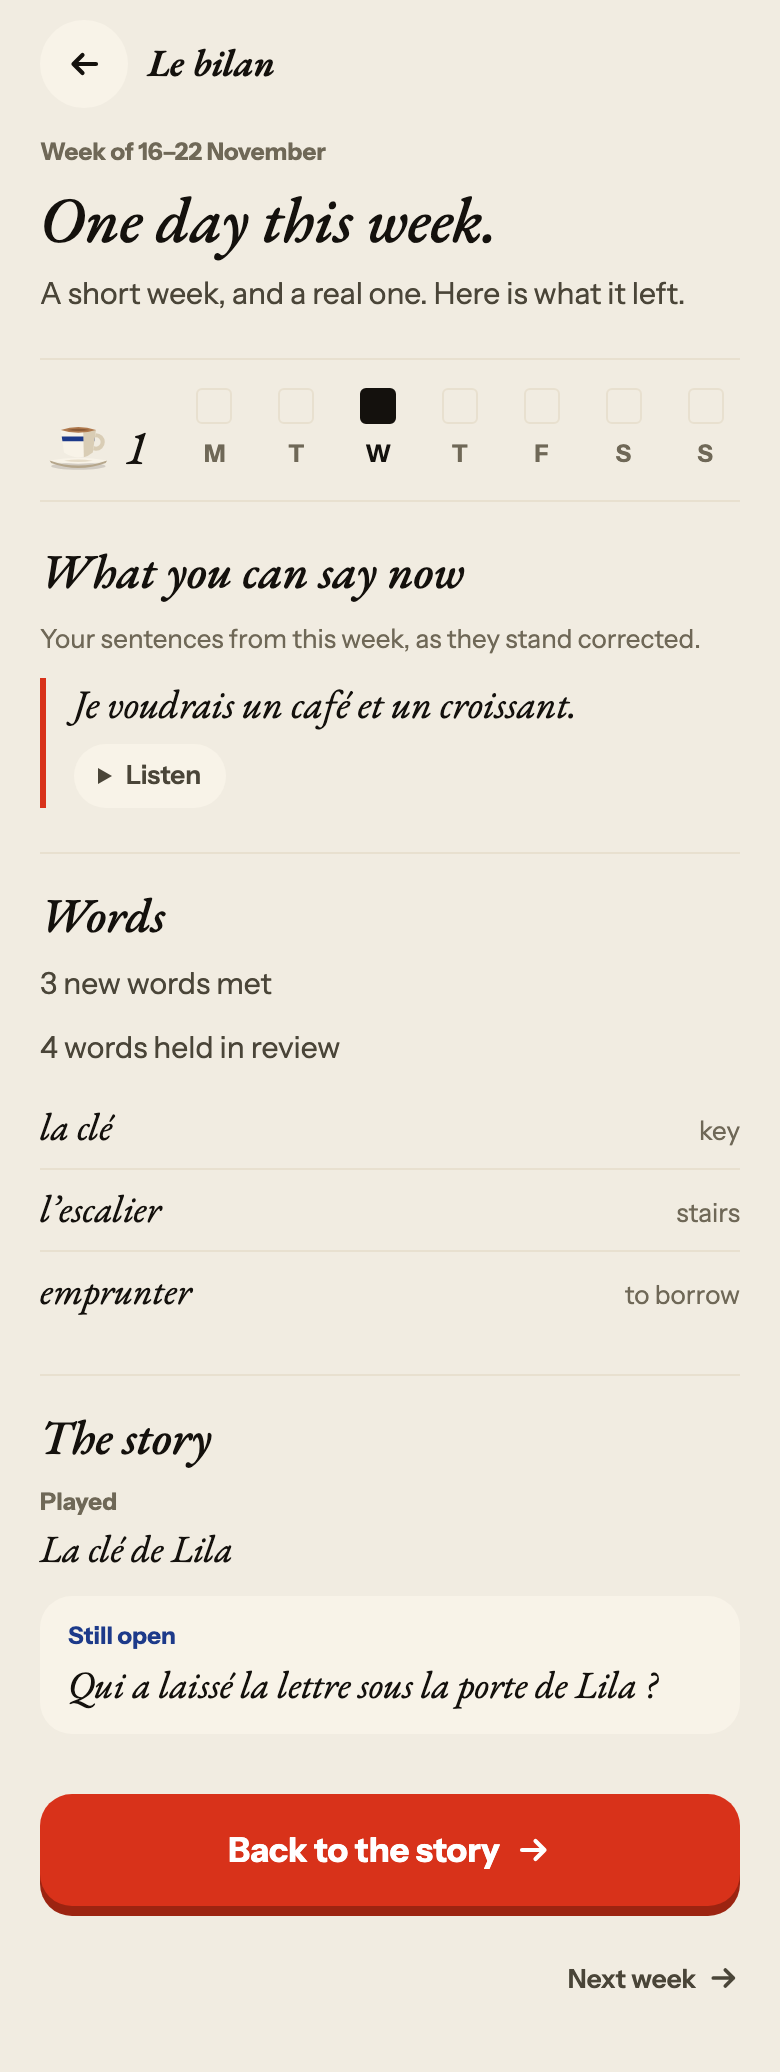 Le bilan
Week of 16–22 November
One day this week.
A short week, and a real one. Here is what it left.
1
M T W T F S S
What you can say now
Your sentences from this week, as they stand corrected.
Je voudrais un café et un croissant.
Listen
Words
3 new words met
4 words held in review
la clé key
l’escalier stairs
emprunter to borrow
The story
Played
La clé de Lila
Still open
Qui a laissé la lettre sous la porte de Lila ?
Back to the story →
Next week →